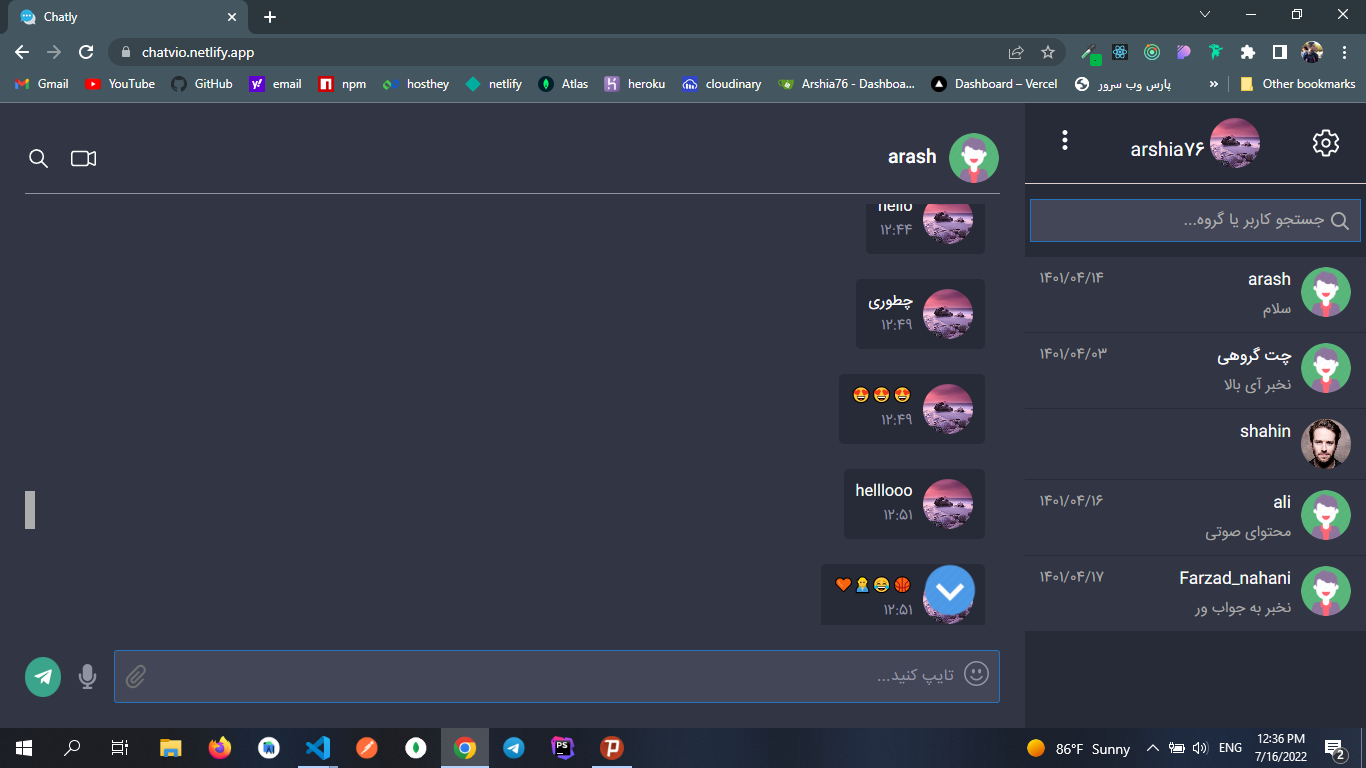 Chatly
chatvio.netlify.app
Gmail
YouTube
GitHub
email
npm
hosthey
netlify
Atlas
heroku
cloudinary
Arshia76 - Dashboa...
Dashboard – Vercel
پارس وب سرور
»
Other bookmarks
arash
hello
۱۲:۴۴
چطوری
۱۲:۴۹
😍 😍 😍
۱۲:۴۹
helllooo
۱۲:۵۱
۱۲:۵۱
تایپ کنید...
arshia۷۶
جستجو کاربر یا گروه...
arash
۱۴۰۱/۰۴/۱۴
سلام
چت گروهی
۱۴۰۱/۰۴/۰۳
نخبر آی بالا
shahin
ali
۱۴۰۱/۰۴/۱۶
محتوای صوتی
Farzad_nahani
۱۴۰۱/۰۴/۱۷
نخبر به جواب ور
86°F Sunny
ENG
12:36 PM
7/16/2022
2